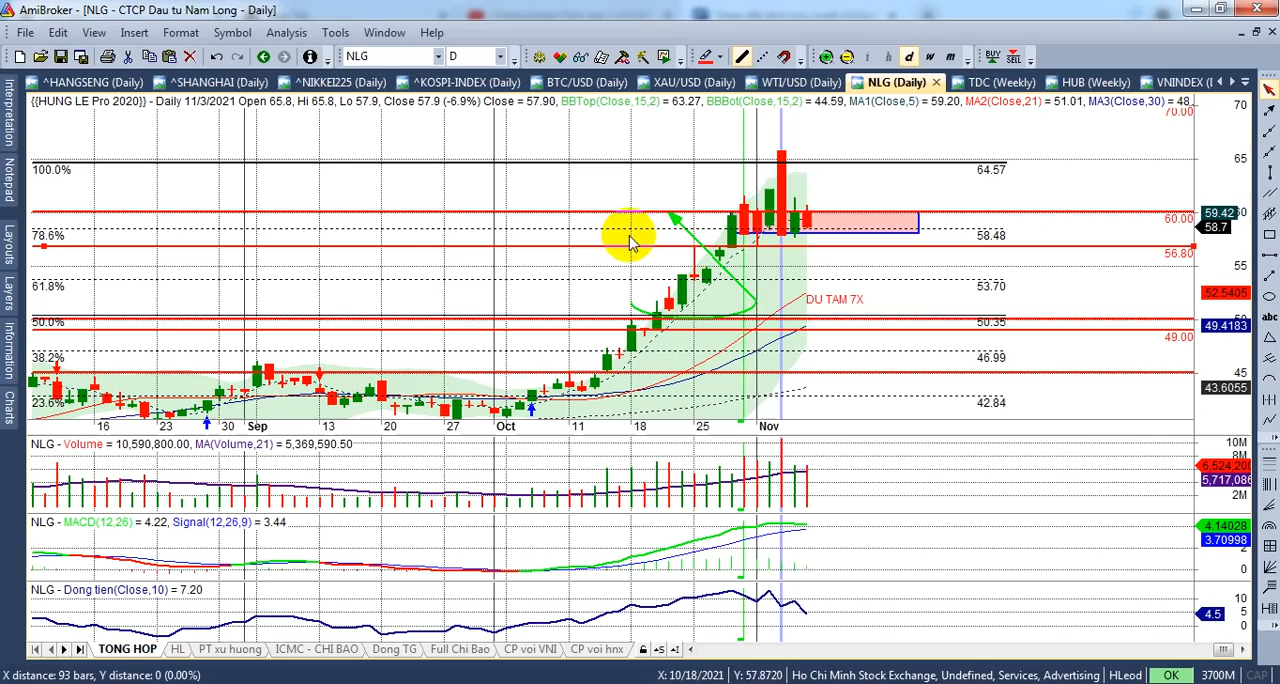 AmiBroker - [NLG - CTCP Dau tu Nam Long - Daily]
File Edit View Insert Format Symbol Analysis Tools Window Help
NLG D d w m BUY SELL
^HANGSENG (Daily) ^SHANGHAI (Daily) ^NIKKEI225 (Daily) ^KOSPI-INDEX (Daily) BTC/USD (Daily) XAU/USD (Daily) WTI/USD (Daily) NLG (Daily) TDC (Weekly) HUB (Weekly) VNINDEX (
Interpretation
Notepad
Layouts
Layers
Information
Charts
{{HUNG LE Pro 2020}} - Daily 11/3/2021 Open 65.8, Hi 65.8, Lo 57.9, Close 57.9 (-6.9%) Close = 57.90, BBTop(Close,15,2) = 63.27, BBBot(Close,15,2) = 44.59, MA1(Close,5) = 59.20, MA2(Close,21) = 51.01, MA3(Close,30) = 48.
70
70.00
65
100.0% 64.57
59.42
60.00
58.7
78.6% 58.48
56.80
55
61.8% 53.70
52.5405
DU TAM 7X
50.0% 50.35
49.4183
49.00
38.2% 46.99
45
43.6055
23.6% 42.84
16 23 30 Sep 13 20 27 Oct 11 18 25 Nov
NLG - Volume = 10,590,800.00, MA(Volume,21) = 5,369,590.50
10M
8M
6,524,200
5,717,086
2M
NLG - MACD(12,26) = 4.22, Signal(12,26,9) = 3.44
4.14028
3.70998
2
0
NLG - Dong tien(Close,10) = 7.20
10
5
4.5
0
TONG HOP HL PT xu huong ICMC - CHI BAO Dong TG Full Chi Bao CP voi VNI CP voi hnx
X distance: 93 bars, Y distance: 0 (0.00%) X: 10/18/2021 Y: 57.8720 Ho Chi Minh Stock Exchange, Undefined, Services, Advertising HLeod OK 3700M CAP